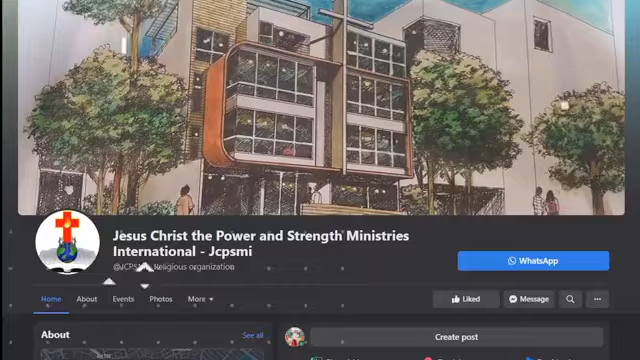 Jesus Christ the Power and Strength Ministries
International - Jcpsmi
Religious organization
WhatsApp
Home
About
Events
Photos
More
Liked
Message
About
See all
Create post